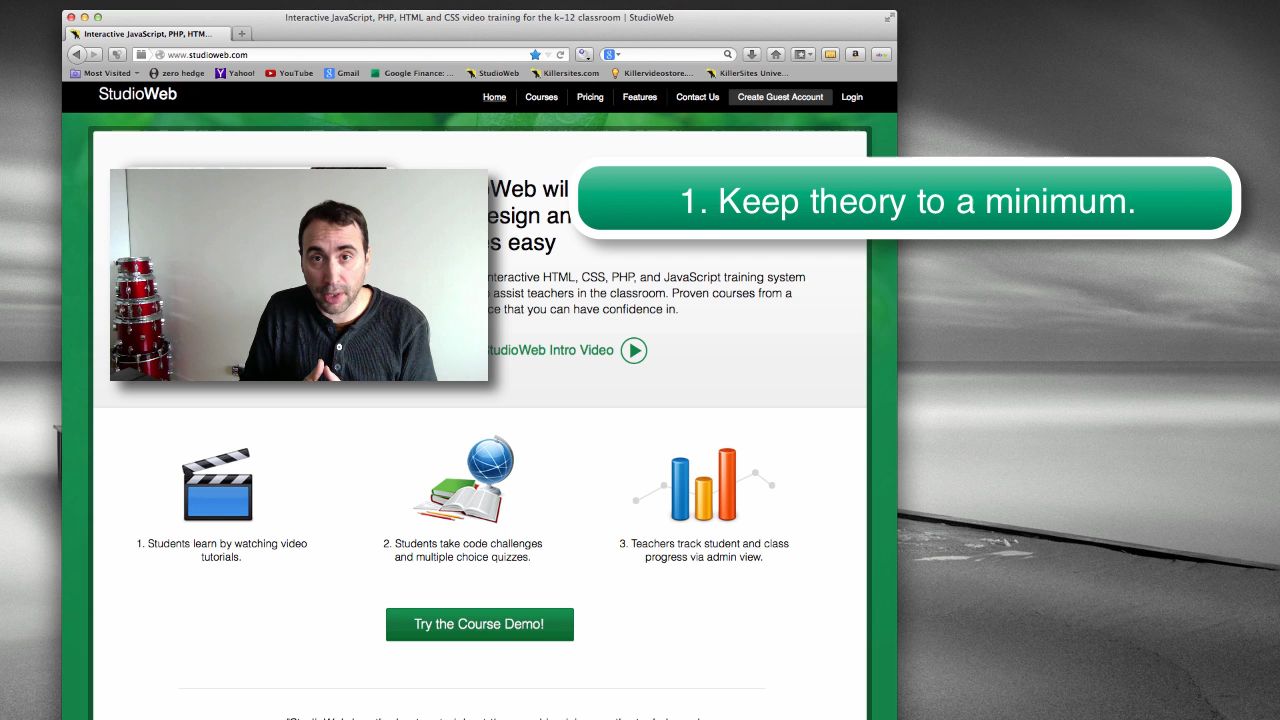 Interactive JavaScript, PHP, HTML and CSS video training for the k-12 classroom | StudioWeb
Interactive JavaScript, PHP, HTM...
www.studioweb.com
Most Visited
zero hedge
Yahoo!
YouTube
Gmail
Google Finance: ...
StudioWeb
Killersites.com
Killervideostore....
KillerSites Unive...
StudioWeb
Home
Courses
Pricing
Features
Contact Us
Create Guest Account
Login
oWeb wil
esign an
s easy
1. Keep theory to a minimum.
nteractive HTML, CSS, PHP, and JavaScript training system
assist teachers in the classroom. Proven courses from a
ce that you can have confidence in.
tudioWeb Intro Video
1. Students learn by watching video
tutorials.
2. Students take code challenges
and multiple choice quizzes.
3. Teachers track student and class
progress via admin view.
Try the Course Demo!